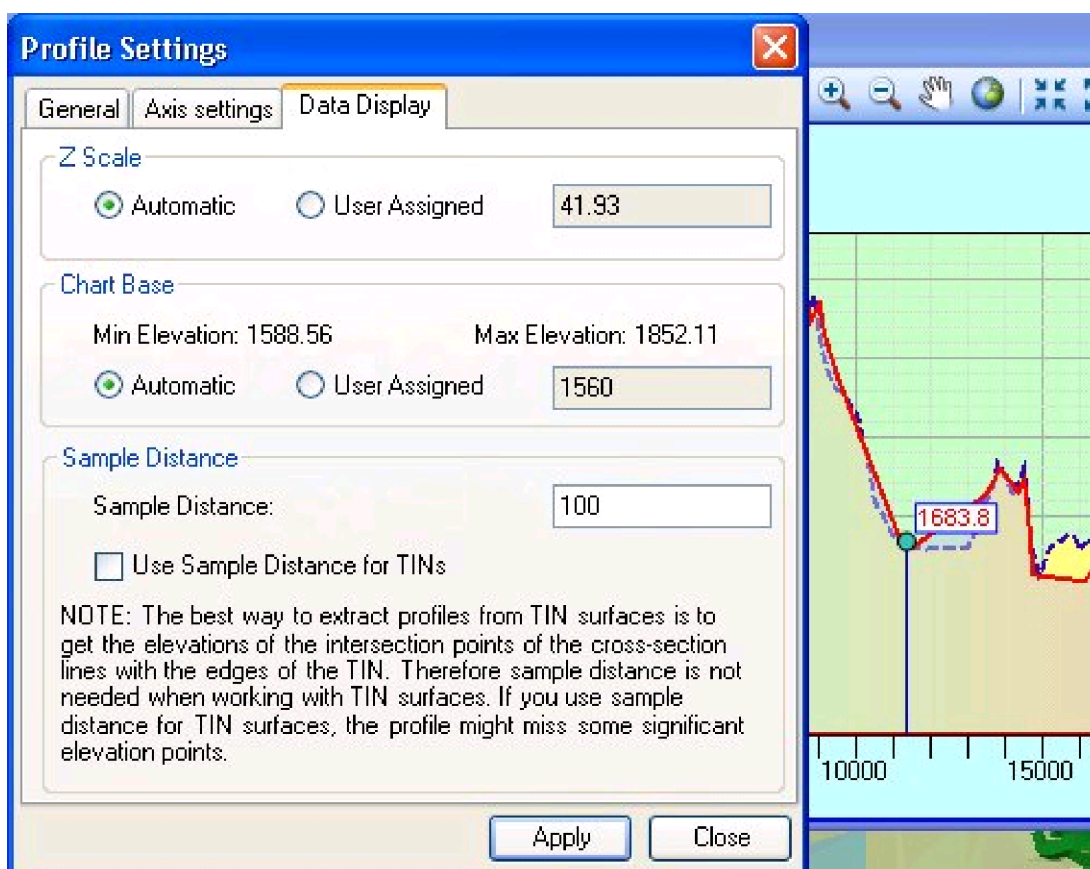 Profile Settings
General Axis settings Data Display
Z Scale
Automatic User Assigned 41.93
Chart Base
Min Elevation: 1588.56 Max Elevation: 1852.11
Automatic User Assigned 1560
Sample Distance
Sample Distance: 100
Use Sample Distance for TINs
NOTE: The best way to extract profiles from TIN surfaces is to
get the elevations of the intersection points of the cross-section
lines with the edges of the TIN. Therefore sample distance is not
needed when working with TIN surfaces. If you use sample
distance for TIN surfaces, the profile might miss some significant
elevation points.
Apply Close
1683.8
10000 15000